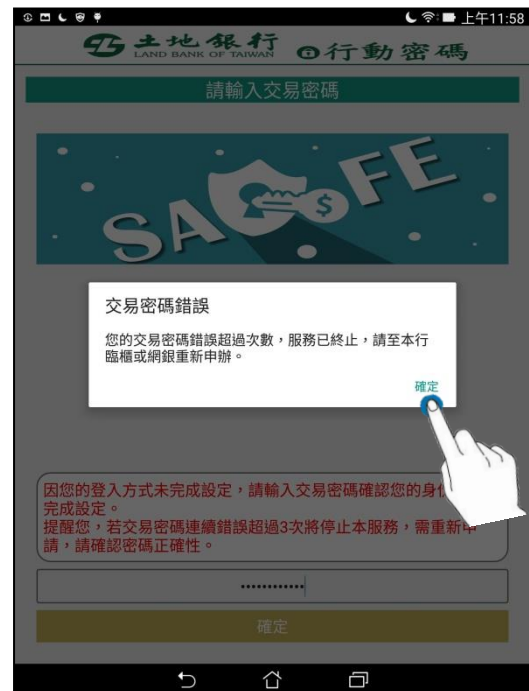 上午11:58
土地銀行
LAND BANK OF TAIWAN
行動密碼
請輸入交易密碼
SAFE
$
交易密碼錯誤
您的交易密碼錯誤超過次數，服務已終止，請至本行
臨櫃或網銀重新申辦。
確定
因您的登入方式未完成設定，請輸入交易密碼確認您的身
完成設定。
提醒您，若交易密碼連續錯誤超過3次將停止本服務，需重新申
請，請確認密碼正確性。
••••••••••••
確定